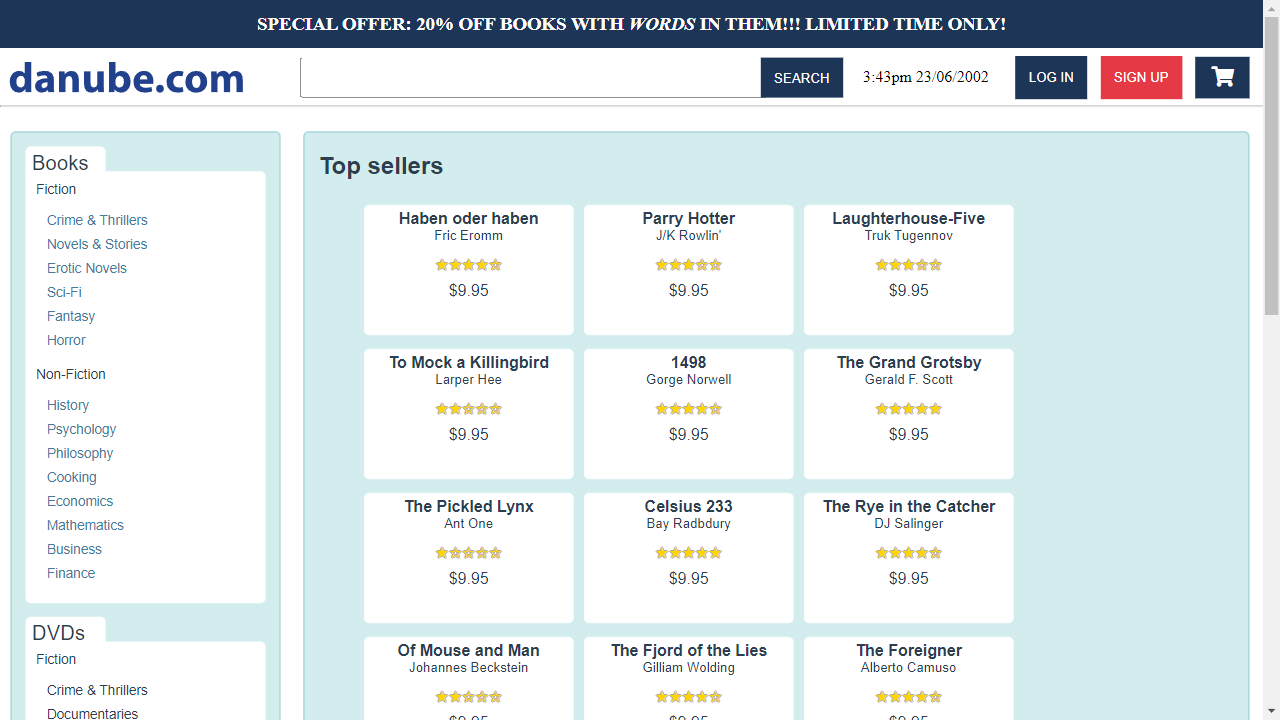 SPECIAL OFFER: 20% OFF BOOKS WITH WORDS IN THEM!!! LIMITED TIME ONLY!
danube.com
SEARCH
3:43pm 23/06/2002
LOG IN
SIGN UP
Books
Fiction
Crime & Thrillers
Novels & Stories
Erotic Novels
Sci-Fi
Fantasy
Horror
Non-Fiction
History
Psychology
Philosophy
Cooking
Economics
Mathematics
Business
Finance
DVDs
Fiction
Crime & Thrillers
Documentaries
Top sellers
Haben oder haben
Fric Eromm
$9.95
Parry Hotter
J/K Rowlin'
$9.95
Laughterhouse-Five
Truk Tugennov
$9.95
To Mock a Killingbird
Larper Hee
$9.95
1498
Gorge Norwell
$9.95
The Grand Grotsby
Gerald F. Scott
$9.95
The Pickled Lynx
Ant One
$9.95
Celsius 233
Bay Radbdury
$9.95
The Rye in the Catcher
DJ Salinger
$9.95
Of Mouse and Man
Johannes Beckstein
$9.95
The Fjord of the Lies
Gilliam Wolding
$9.95
The Foreigner
Alberto Camuso
$9.95